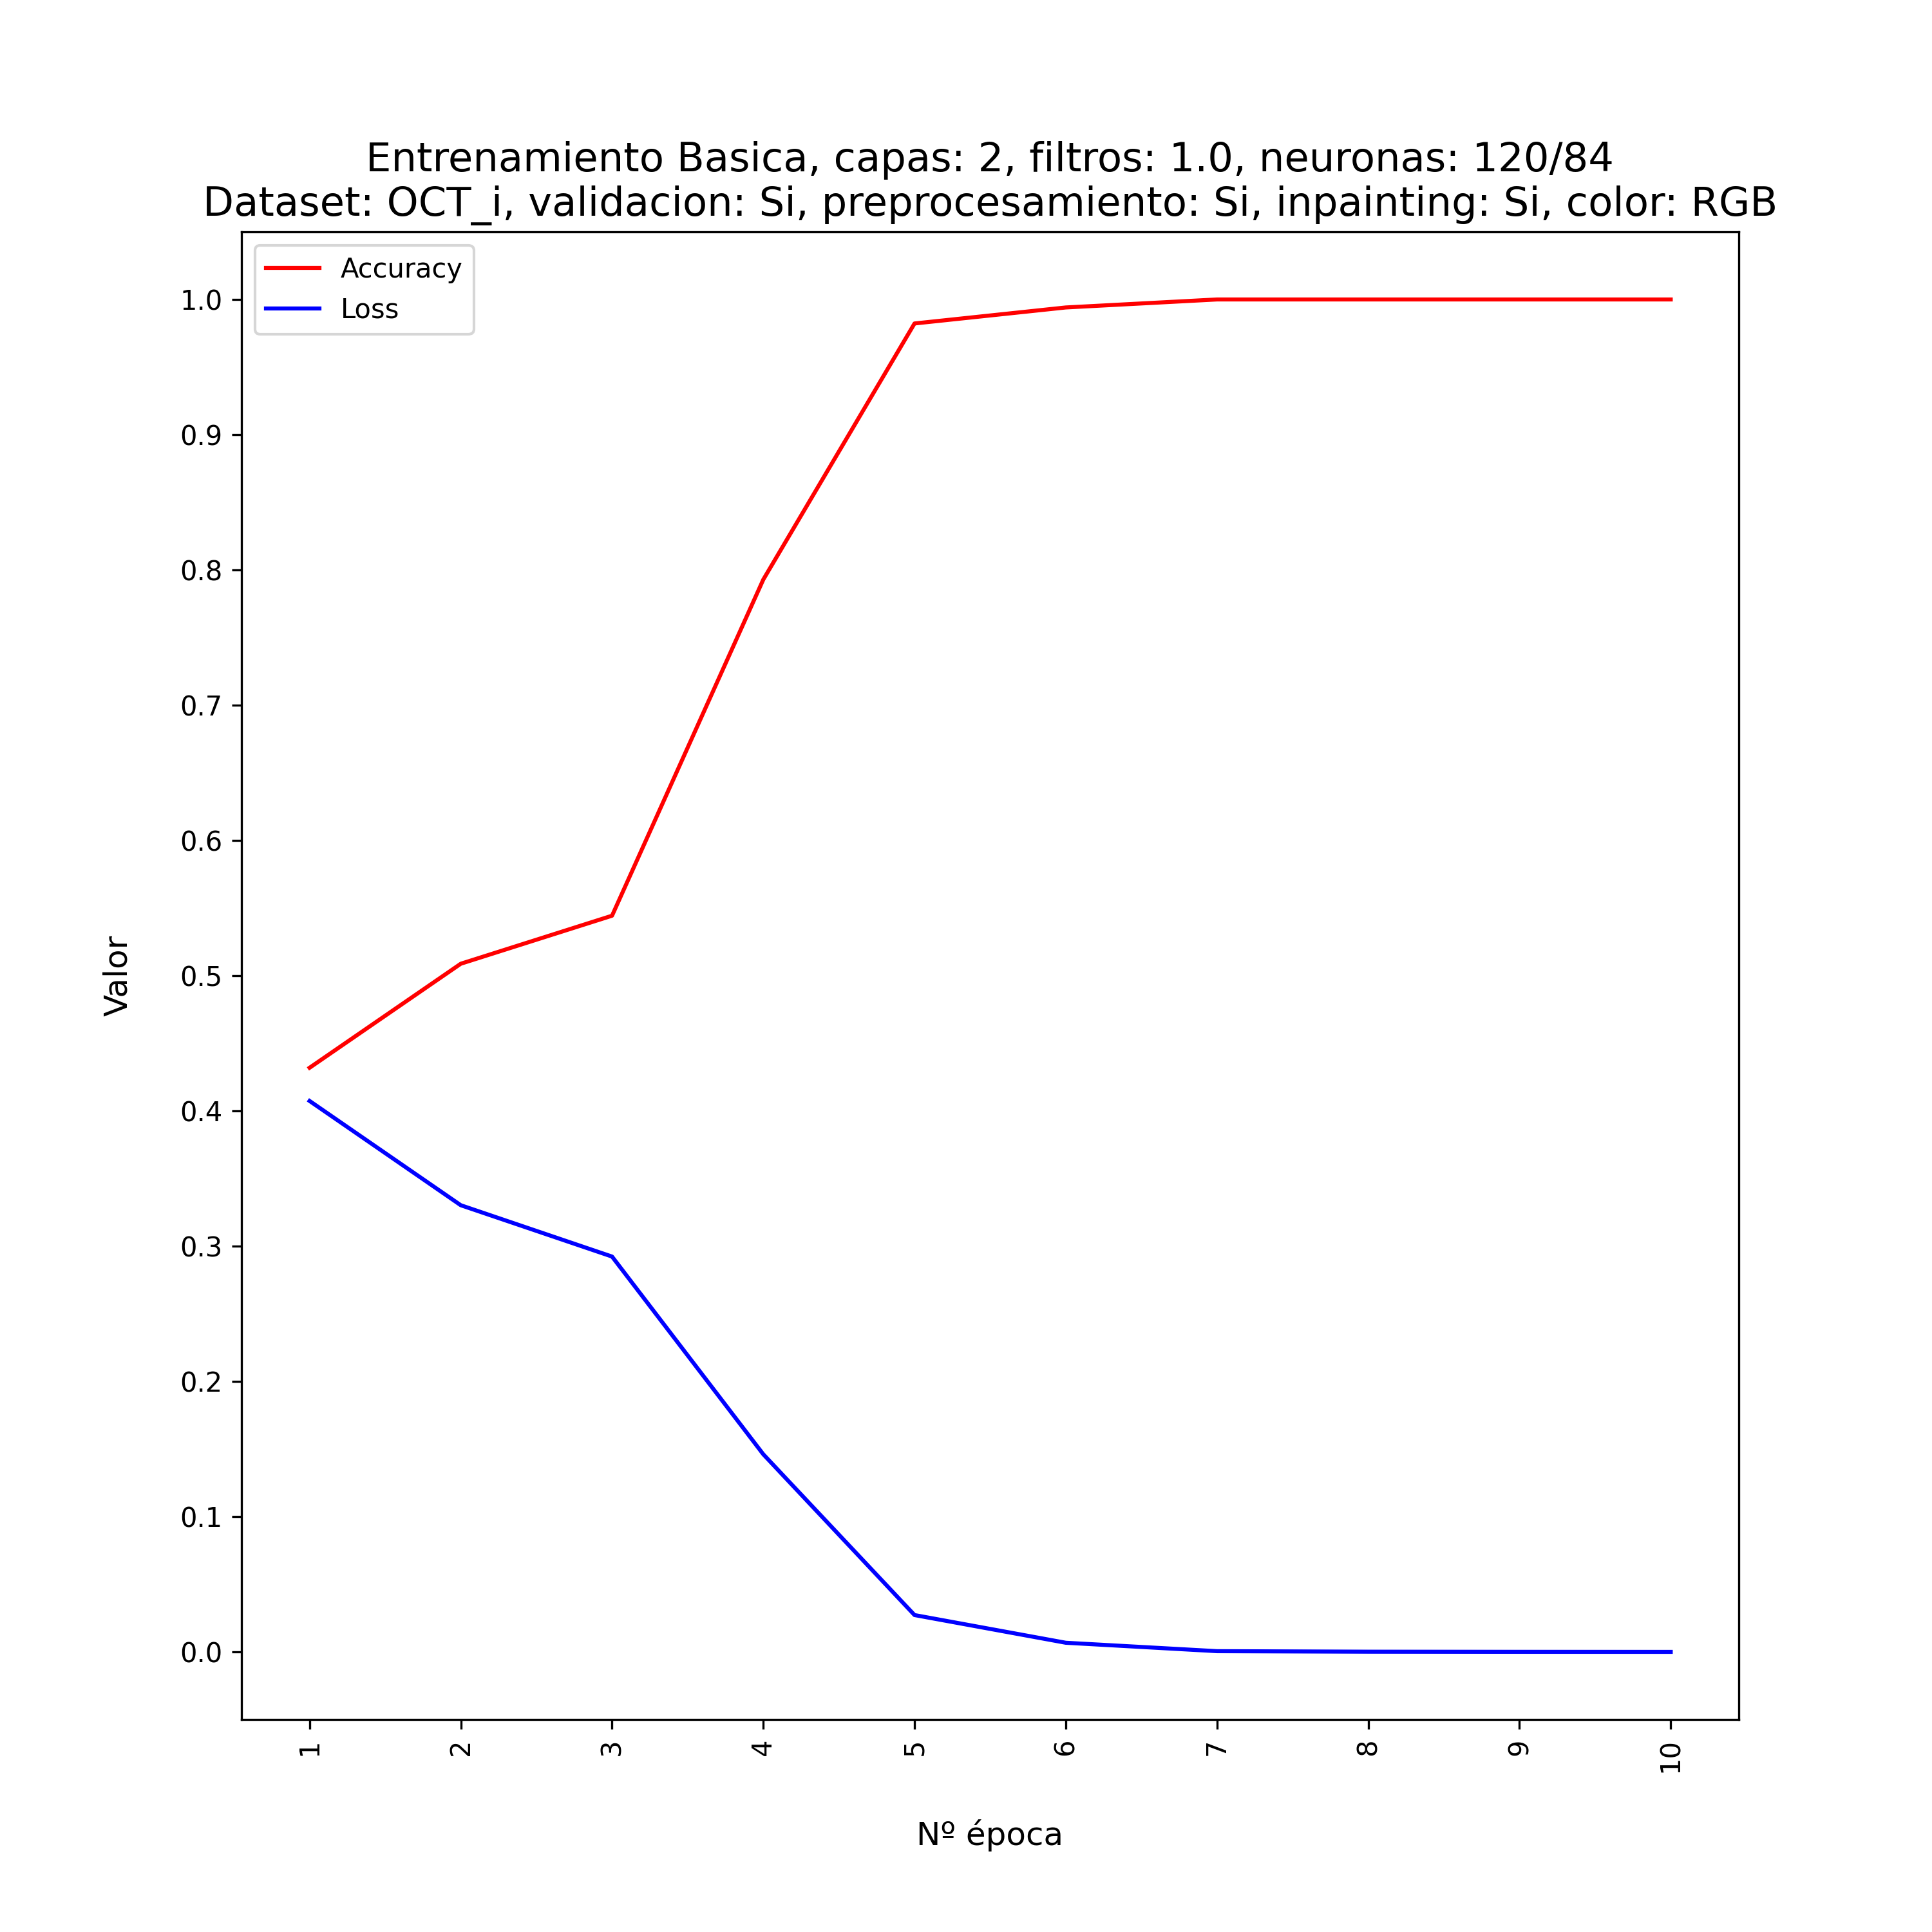 Entrenamiento Basica, capas: 2, filtros: 1.0, neuronas: 120/84
Dataset: OCT_i, validacion: Si, preprocesamiento: Si, inpainting: Si, color: RGB
Accuracy
Loss
1.0
0.9
0.8
0.7
0.6
0.5
0.4
0.3
0.2
0.1
0.0
Valor
1 2 3 4 5 6 7 8 9 10
Nº época